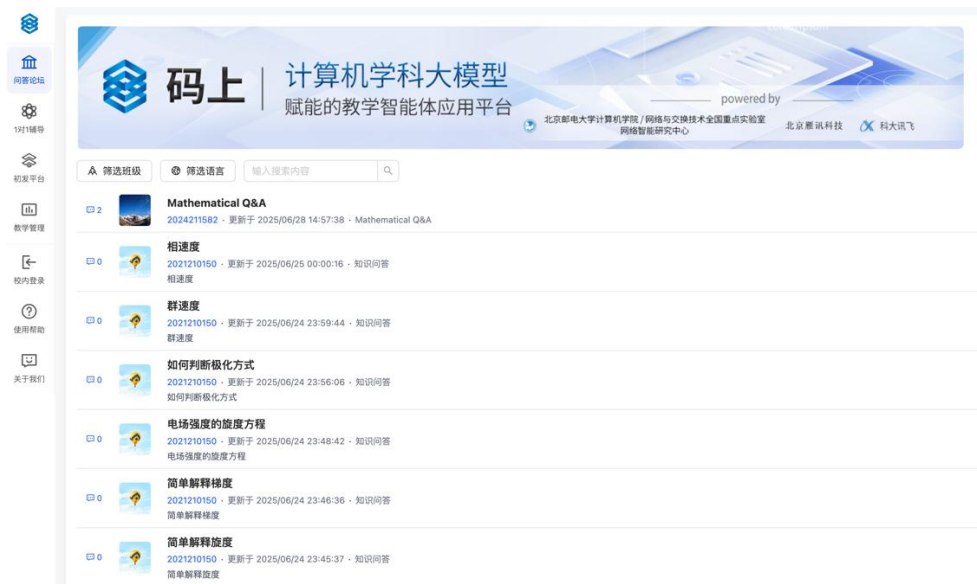 问答论坛
1对1辅导
初发平台
教学管理
校内登录
使用帮助
关于我们
码上
计算机学科大模型
赋能的教学智能体应用平台
powered by
北京邮电大学计算机学院 / 网络与交换技术全国重点实验室
网络智能研究中心
北京雁讯科技
科大讯飞
筛选班级
筛选语言
输入搜索内容
2
Mathematical Q&A
2024211582 · 更新于 2025/06/28 14:57:38 · Mathematical Q&A
0
相速度
2021210150 · 更新于 2025/06/25 00:00:16 · 知识问答
相速度
0
群速度
2021210150 · 更新于 2025/06/24 23:59:44 · 知识问答
群速度
0
如何判断极化方式
2021210150 · 更新于 2025/06/24 23:56:06 · 知识问答
如何判断极化方式
0
电场强度的旋度方程
2021210150 · 更新于 2025/06/24 23:48:42 · 知识问答
电场强度的旋度方程
0
简单解释梯度
2021210150 · 更新于 2025/06/24 23:46:36 · 知识问答
简单解释梯度
0
简单解释旋度
2021210150 · 更新于 2025/06/24 23:45:37 · 知识问答
简单解释旋度